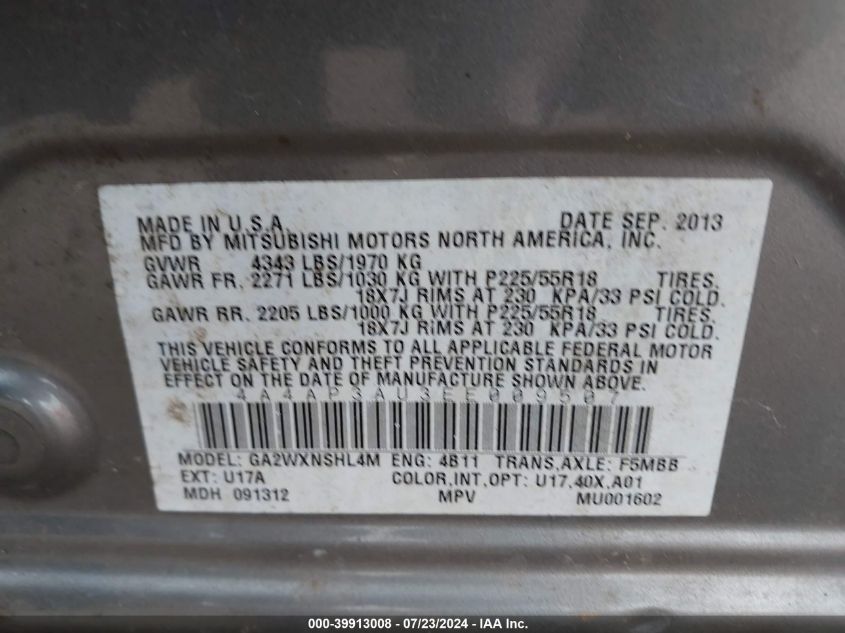 MADE IN U.S.A. DATE SEP. 2013
MFD BY MITSUBISHI MOTORS NORTH AMERICA, INC.
GVWR 4343 LBS/1970 KG
GAWR FR. 2271 LBS/1030 KG WITH P225/55R18 TIRES.
18X7J RIMS AT 230 KPA/33 PSI COLD.
GAWR RR. 2205 LBS/1000 KG WITH P225/55R18 TIRES.
18X7J RIMS AT 230 KPA/33 PSI COLD.
THIS VEHICLE CONFORMS TO ALL APPLICABLE FEDERAL MOTOR
VEHICLE SAFETY AND THEFT PREVENTION STANDARDS IN
EFFECT ON THE DATE OF MANUFACTURE SHOWN ABOVE.
4A4AP3AU3EE009507
MODEL: GA2WXNSHL4M ENG: 4B11 TRANS,AXLE: F5MBB
EXT: U17A COLOR,INT,OPT: U17,40X,A01
MDH 091312 MPV MU001602
000-39913008 - 07/23/2024 - IAA Inc.